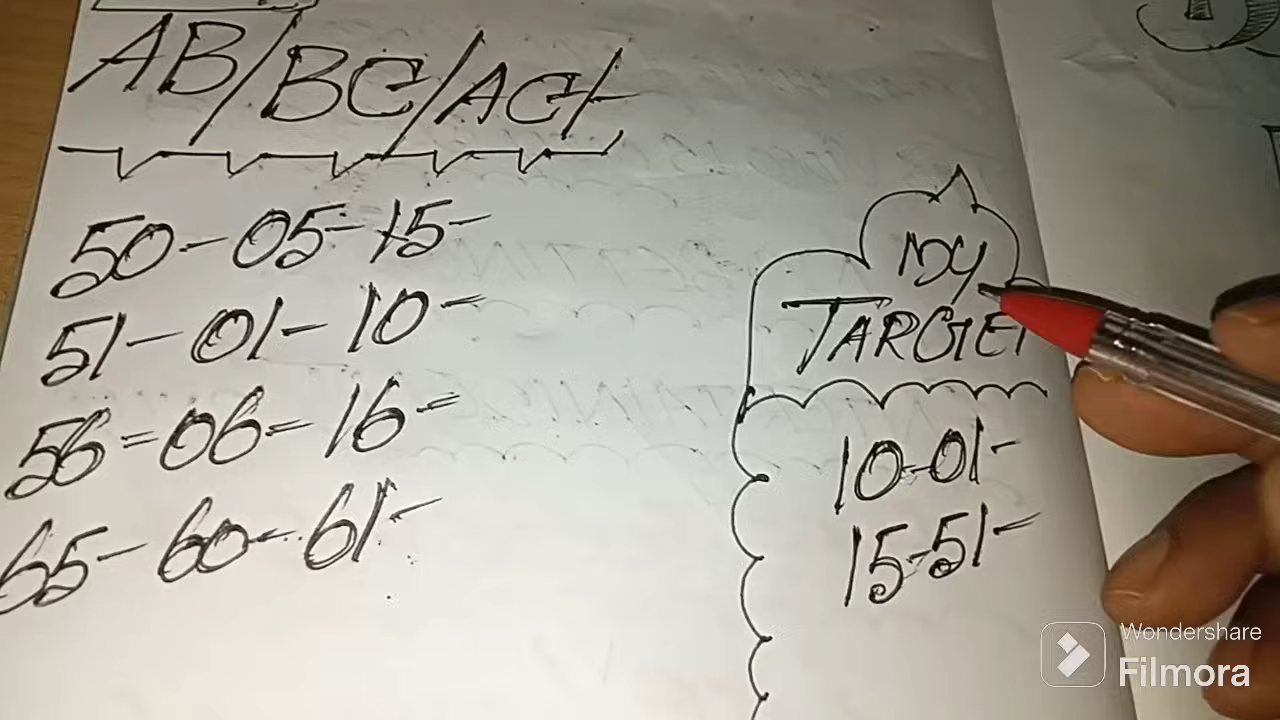 AB/BC/AC/-
50-05-15-
51-01-10-
56=06=16=
65-60-61-
MY
TARGET
10-01-
15-51=
Wondershare
Filmora